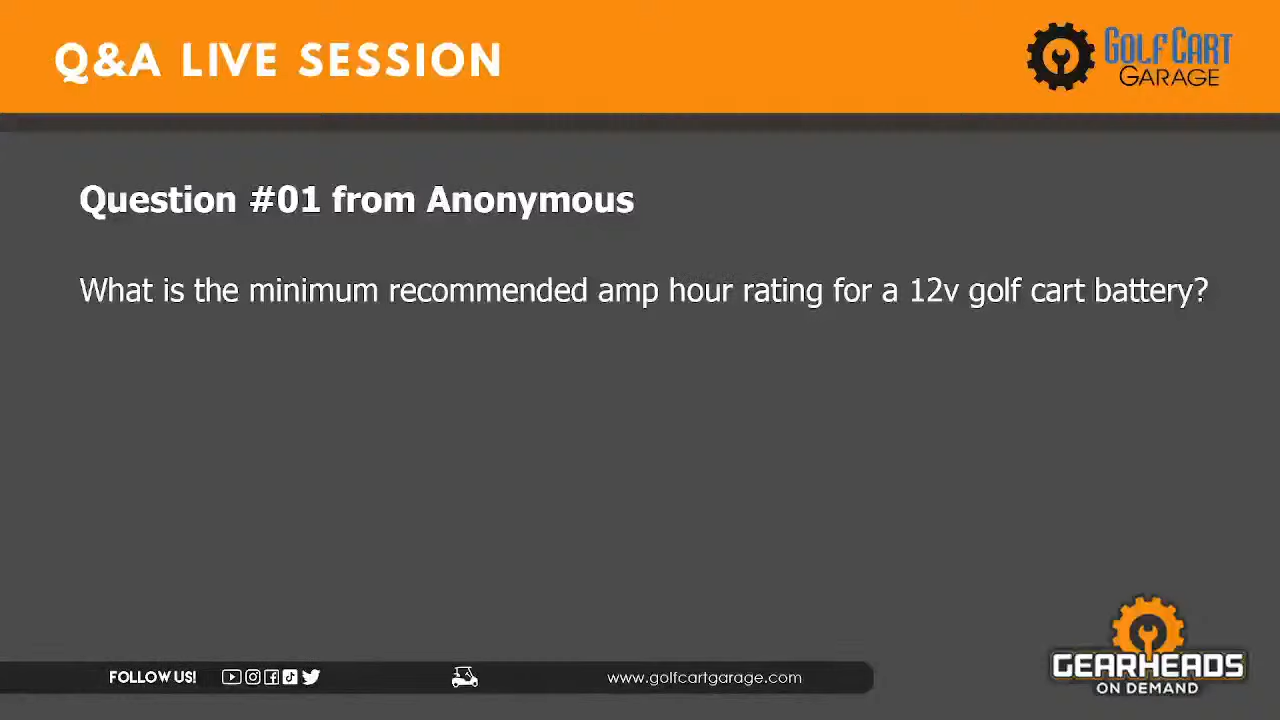 Q&A LIVE SESSION
GOLF CART
GARAGE
Question #01 from Anonymous
What is the minimum recommended amp hour rating for a 12v golf cart battery?
FOLLOW US!
www.golfcartgarage.com
GEARHEADS
ON DEMAND